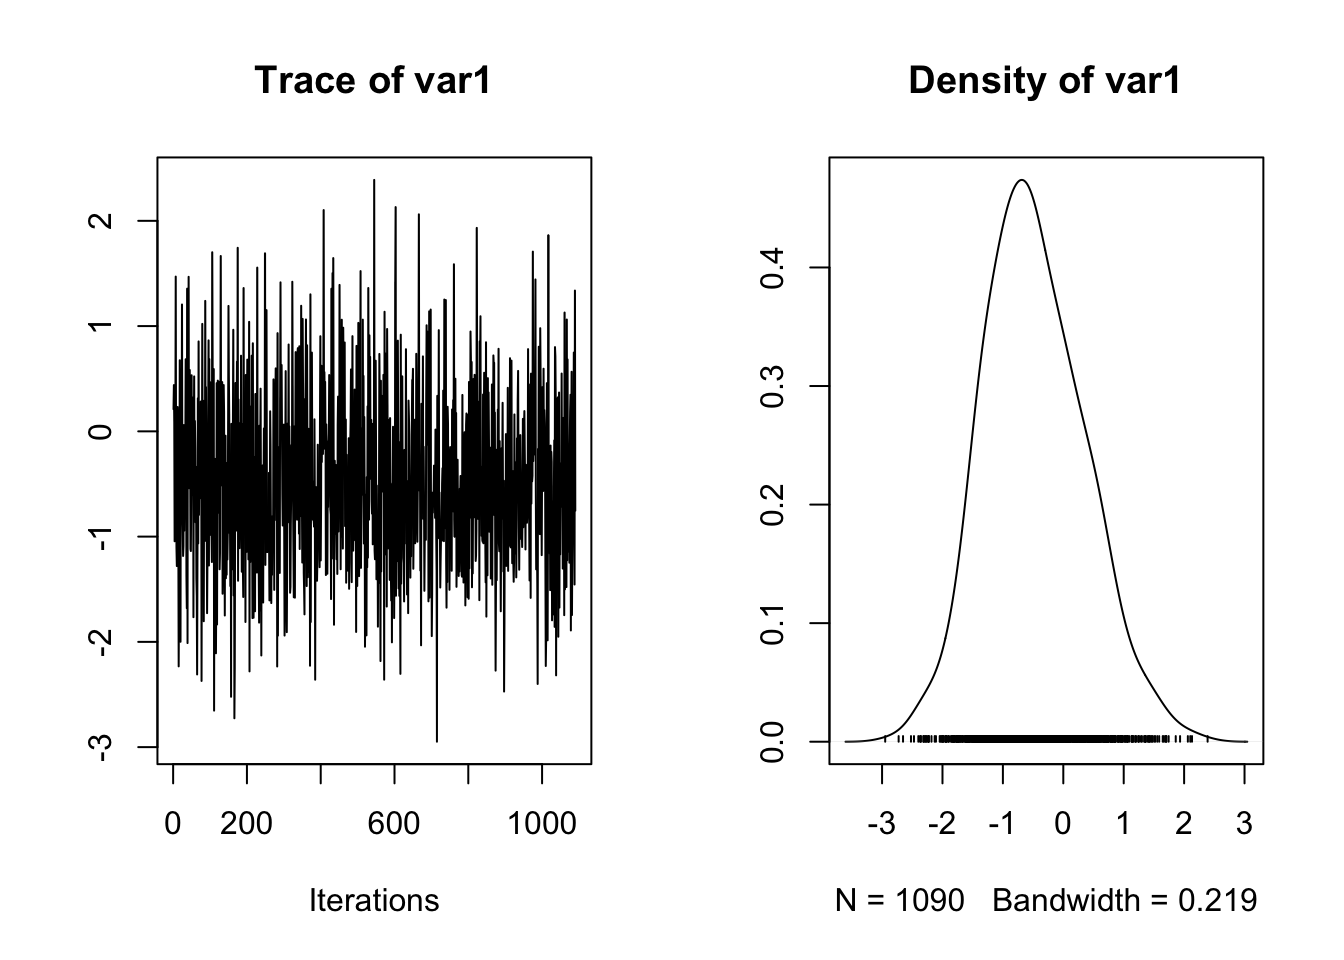 Trace of var1
2
1
0
-1
-2
-3
0 200 600 1000
Iterations
Density of var1
0.4
0.3
0.2
0.1
0.0
-3 -2 -1 0 1 2 3
N = 1090 Bandwidth = 0.219